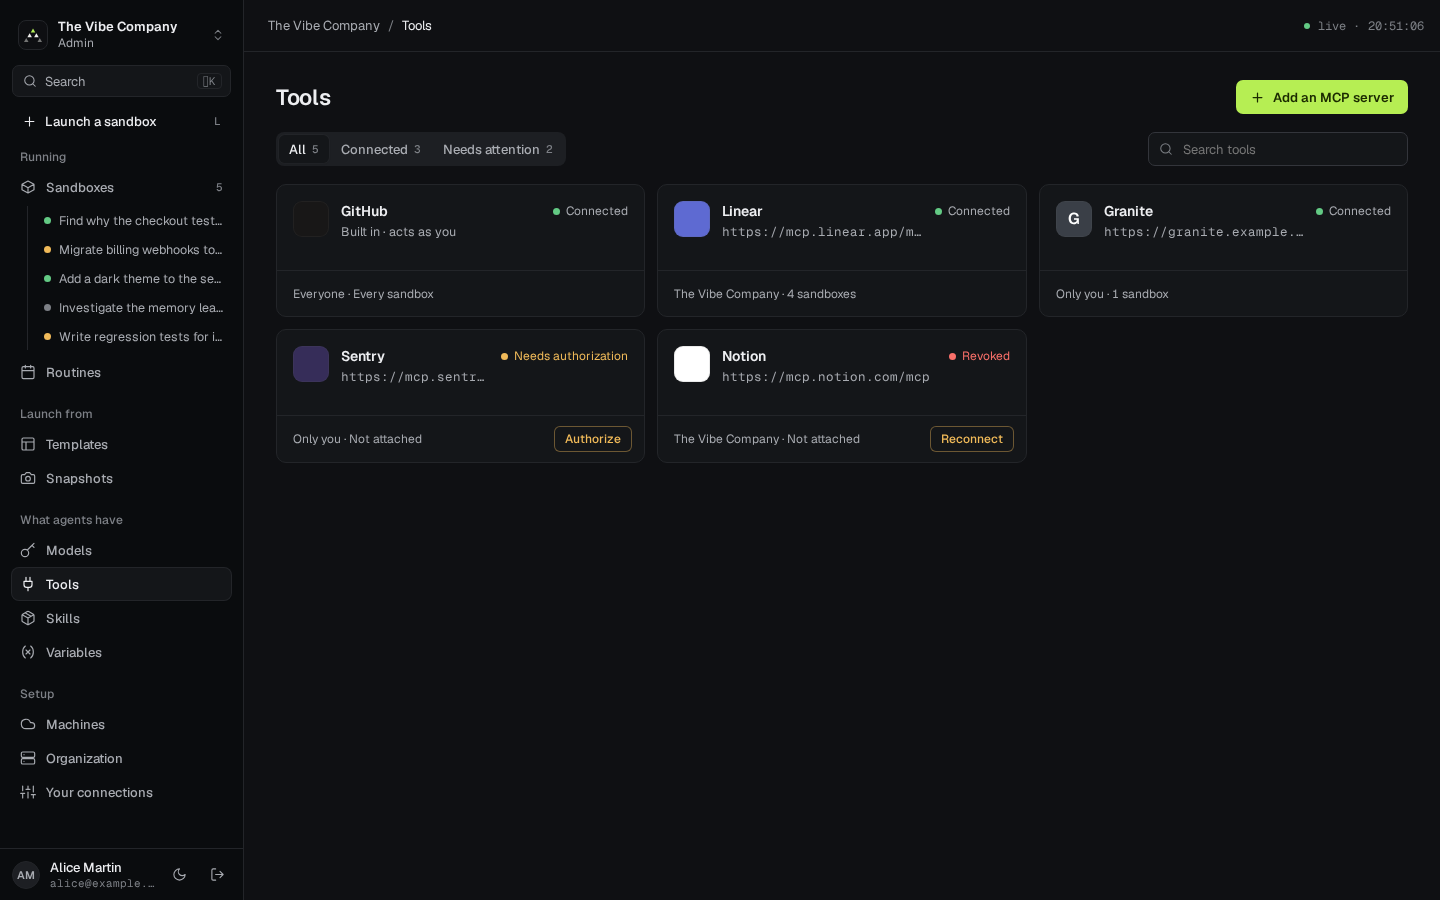 The Vibe Company
Admin
Search
K
Launch a sandbox L
Running
Sandboxes 5
Find why the checkout test…
Migrate billing webhooks to…
Add a dark theme to the se…
Investigate the memory lea…
Write regression tests for i…
Routines
Launch from
Templates
Snapshots
What agents have
Models
Tools
Skills
Variables
Setup
Machines
Organization
Your connections
AM
Alice Martin
alice@example.…
The Vibe Company / Tools
live · 20:51:06
Tools
Add an MCP server
All 5 Connected 3 Needs attention 2
Search tools
GitHub
Connected
Built in · acts as you
Everyone · Every sandbox
Linear
Connected
https://mcp.linear.app/m…
The Vibe Company · 4 sandboxes
G
Granite
Connected
https://granite.example.…
Only you · 1 sandbox
Sentry
Needs authorization
https://mcp.sentr…
Only you · Not attached
Authorize
Notion
Revoked
https://mcp.notion.com/mcp
The Vibe Company · Not attached
Reconnect